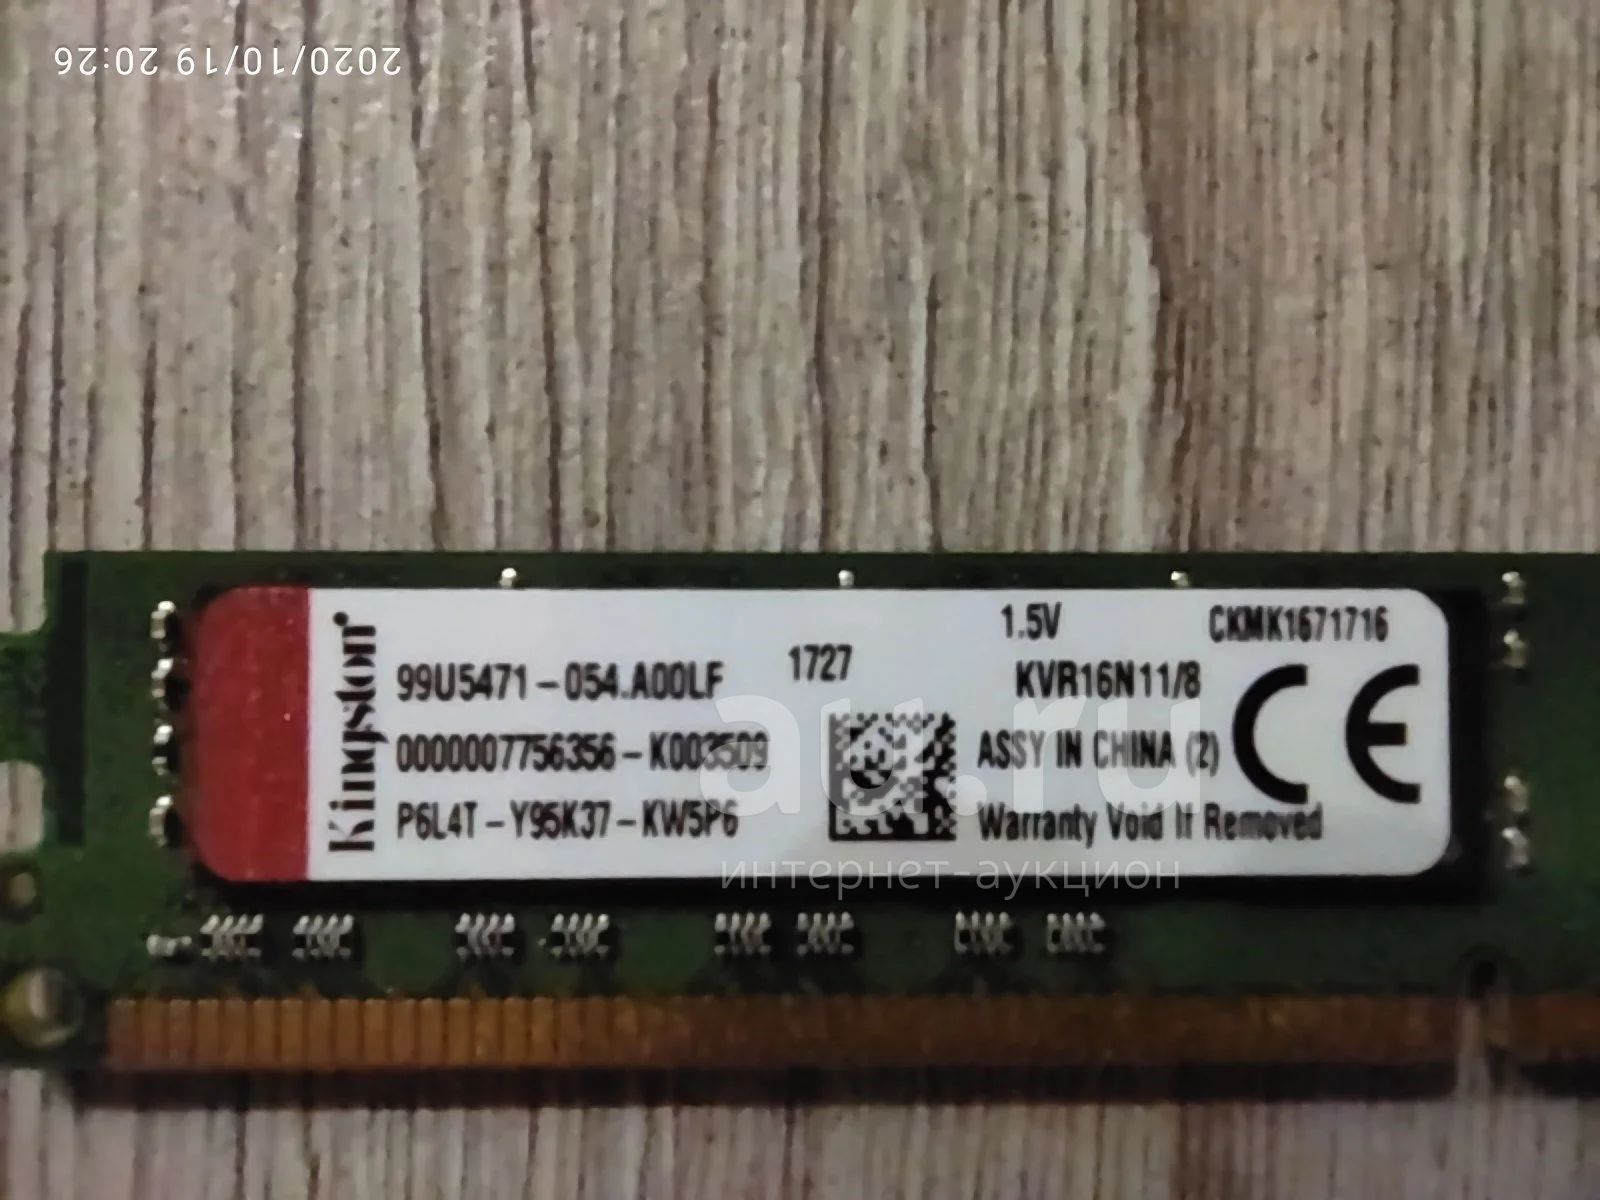 2020/10/19 20:26
Kingston
1.5V
CKMK1671716
99U5471-054.A00LF
1727
KVR16N11/8
0000007756356-K003509
ASSY IN CHINA (2)
P6L4T-Y95K37-KW5P6
Warranty Void If Removed
CE
au.ru
интернет-аукцион